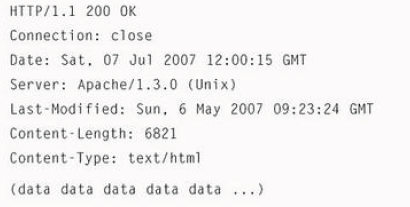 HTTP/1.1 200 OK
Connection: close
Date: Sat, 07 Jul 2007 12:00:15 GMT
Server: Apache/1.3.0 (Unix)
Last-Modified: Sun, 6 May 2007 09:23:24 GMT
Content-Length: 6821
Content-Type: text/html
(data data data data data ...)